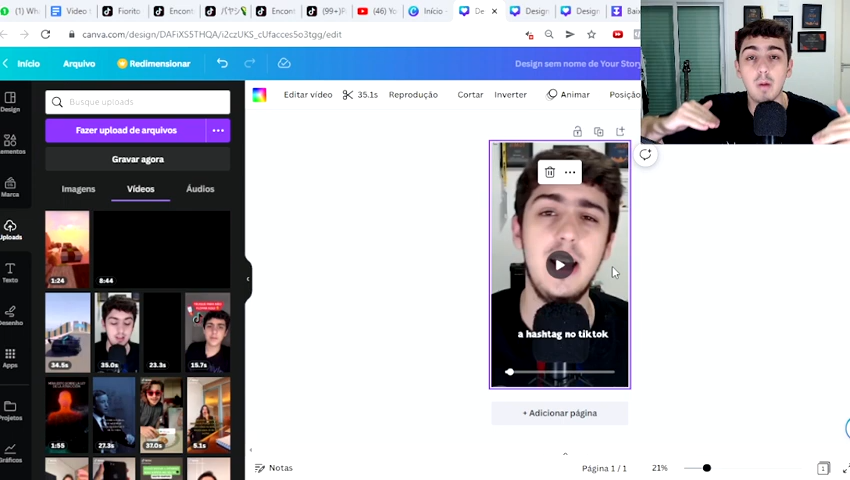 (1) Wh
Video
Fiorito
Encont
Encont
(99+)
(46) Yo
Início
De
Design
Design
Baix
canva.com/design/DAFiXS5THQA/i2czUKS_cUfacces5o3tgg/edit
Início
Arquivo
Redimensionar
Design sem nome de Your Story
Busque uploads
Fazer upload de arquivos
Gravar agora
Imagens
Vídeos
Áudios
Design
Elementos
Marca
Uploads
Texto
Desenho
Apps
Projetos
Gráficos
1:24
8:44
34.5s
35.0s
23.3s
15.7s
1:55
27.3s
37.0s
5.1s
Editar vídeo
35.1s
Reprodução
Cortar
Inverter
Animar
Posição
a hashtag no tiktok
+ Adicionar página
Notas
Página 1 / 1
21%
1